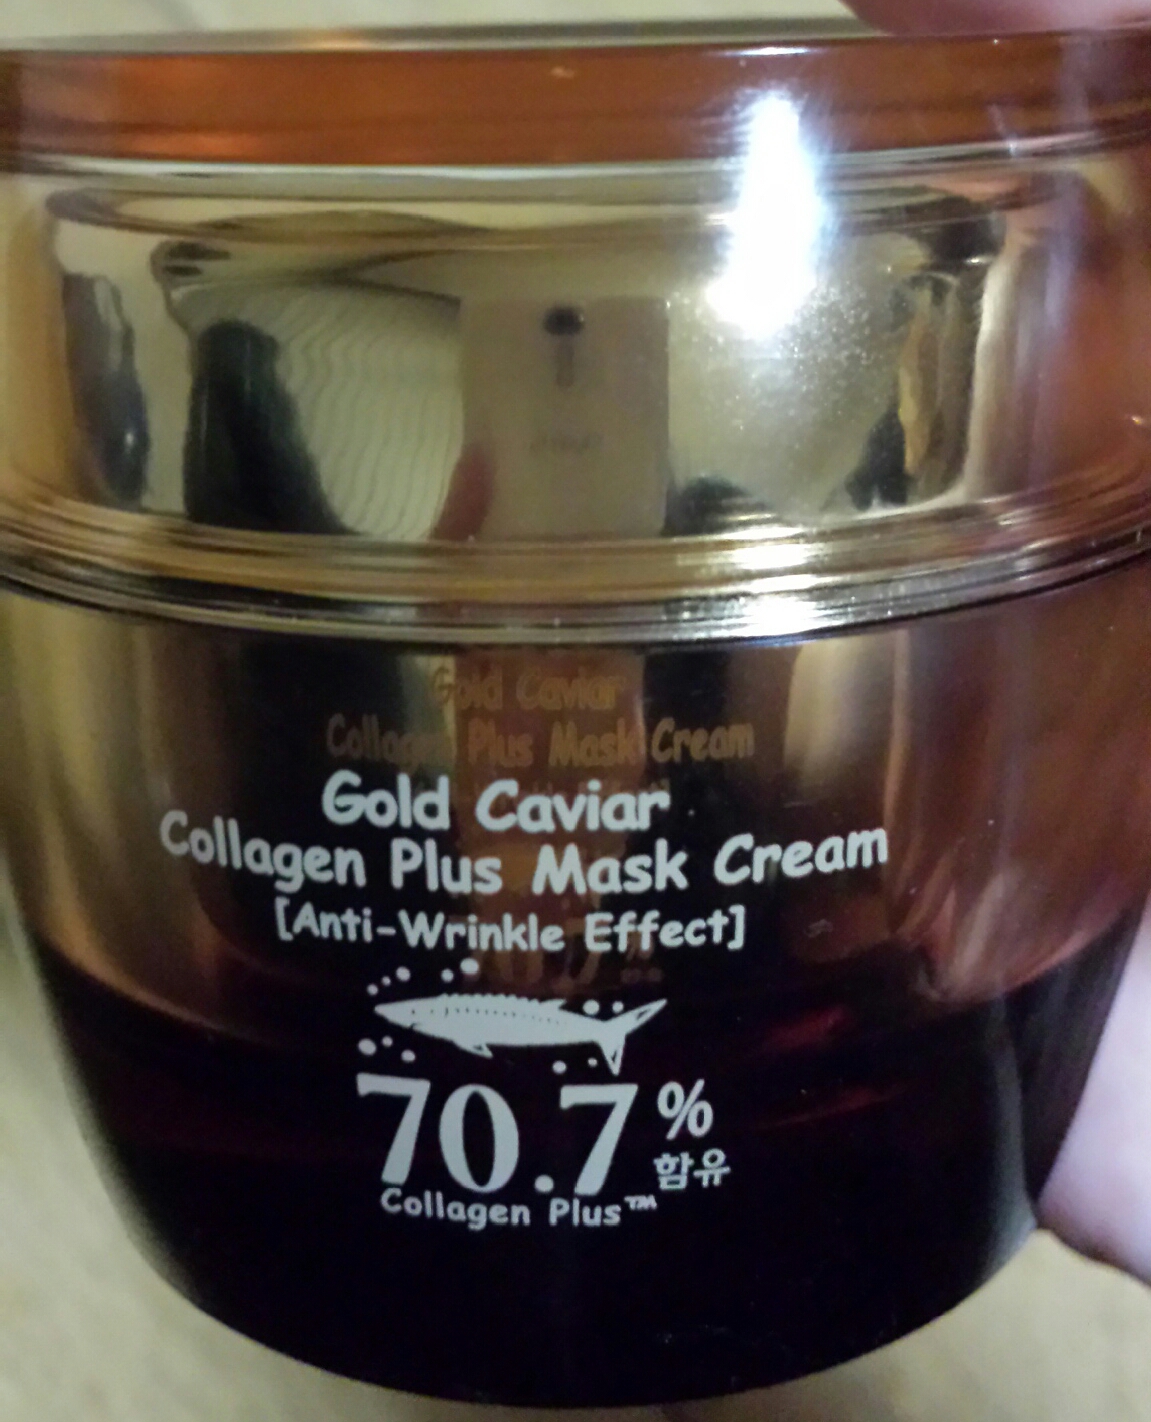 Gold Caviar
Collagen Plus Mask Cream
[Anti-Wrinkle Effect]
70.7%
함유
Collagen Plus™